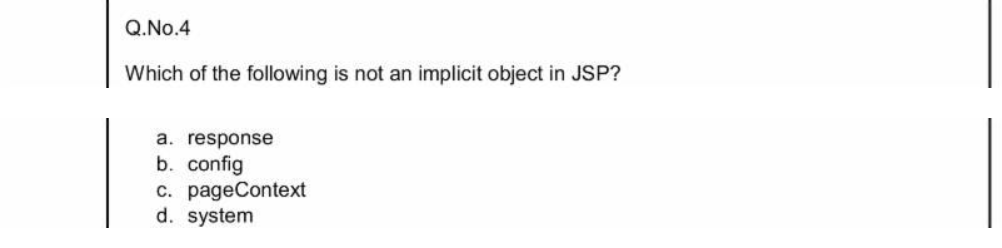 Q.No.4
Which of the following is not an implicit object in JSP?
a. response
b. config
c. pageContext
d. system